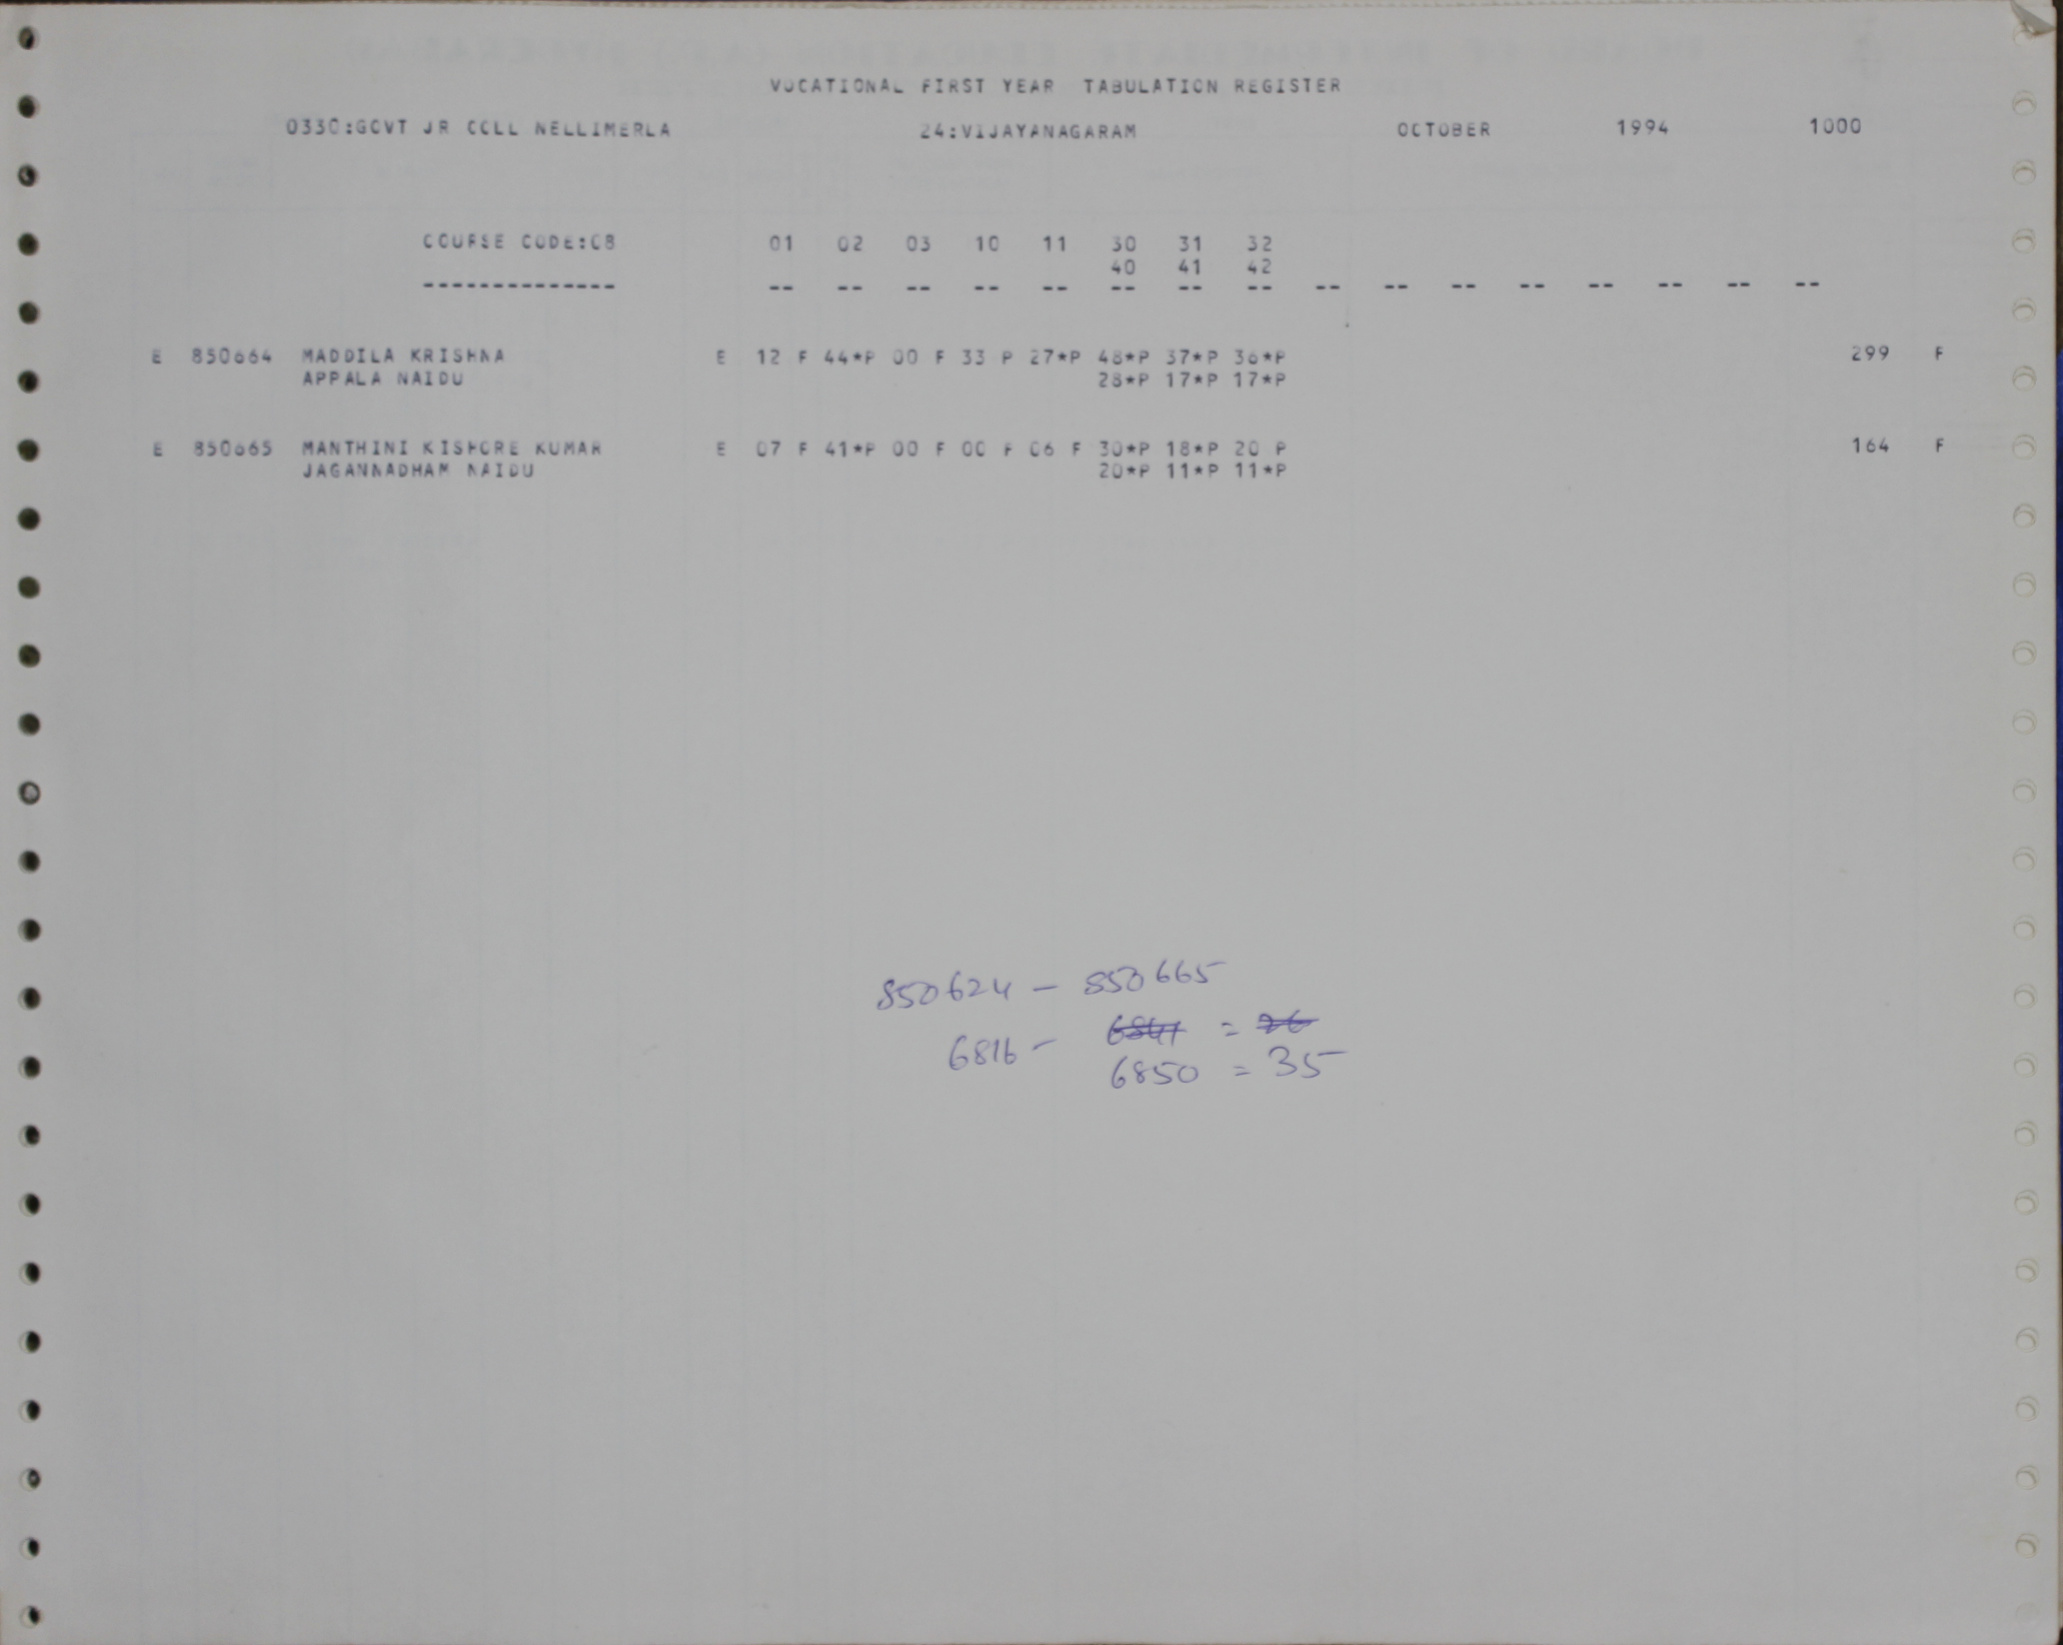 VOCATIONAL FIRST YEAR TABULATION REGISTER
0330:GOVT JR COLL NELLIMERLA 24:VIJAYANAGARAM OCTOBER 1994 1000
COURSE CODE:08 01 02 03 10 11 30 31 32
40 41 42
-------------- -- -- -- -- -- -- -- -- -- -- -- -- -- -- -- --
E 850664 MADDILA KRISHNA E 12 F 44*P 00 F 33 P 27*P 48*P 37*P 36*P 299 F
APPALA NAIDU 28*P 17*P 17*P
E 850665 MANTHINI KISHORE KUMAR E 07 F 41*P 00 F 00 F 06 F 30*P 18*P 20 P 164 F
JAGANNADHAM NAIDU 20*P 11*P 11*P
850624 - 850665
6816 - 6841 = 26
6850 = 35